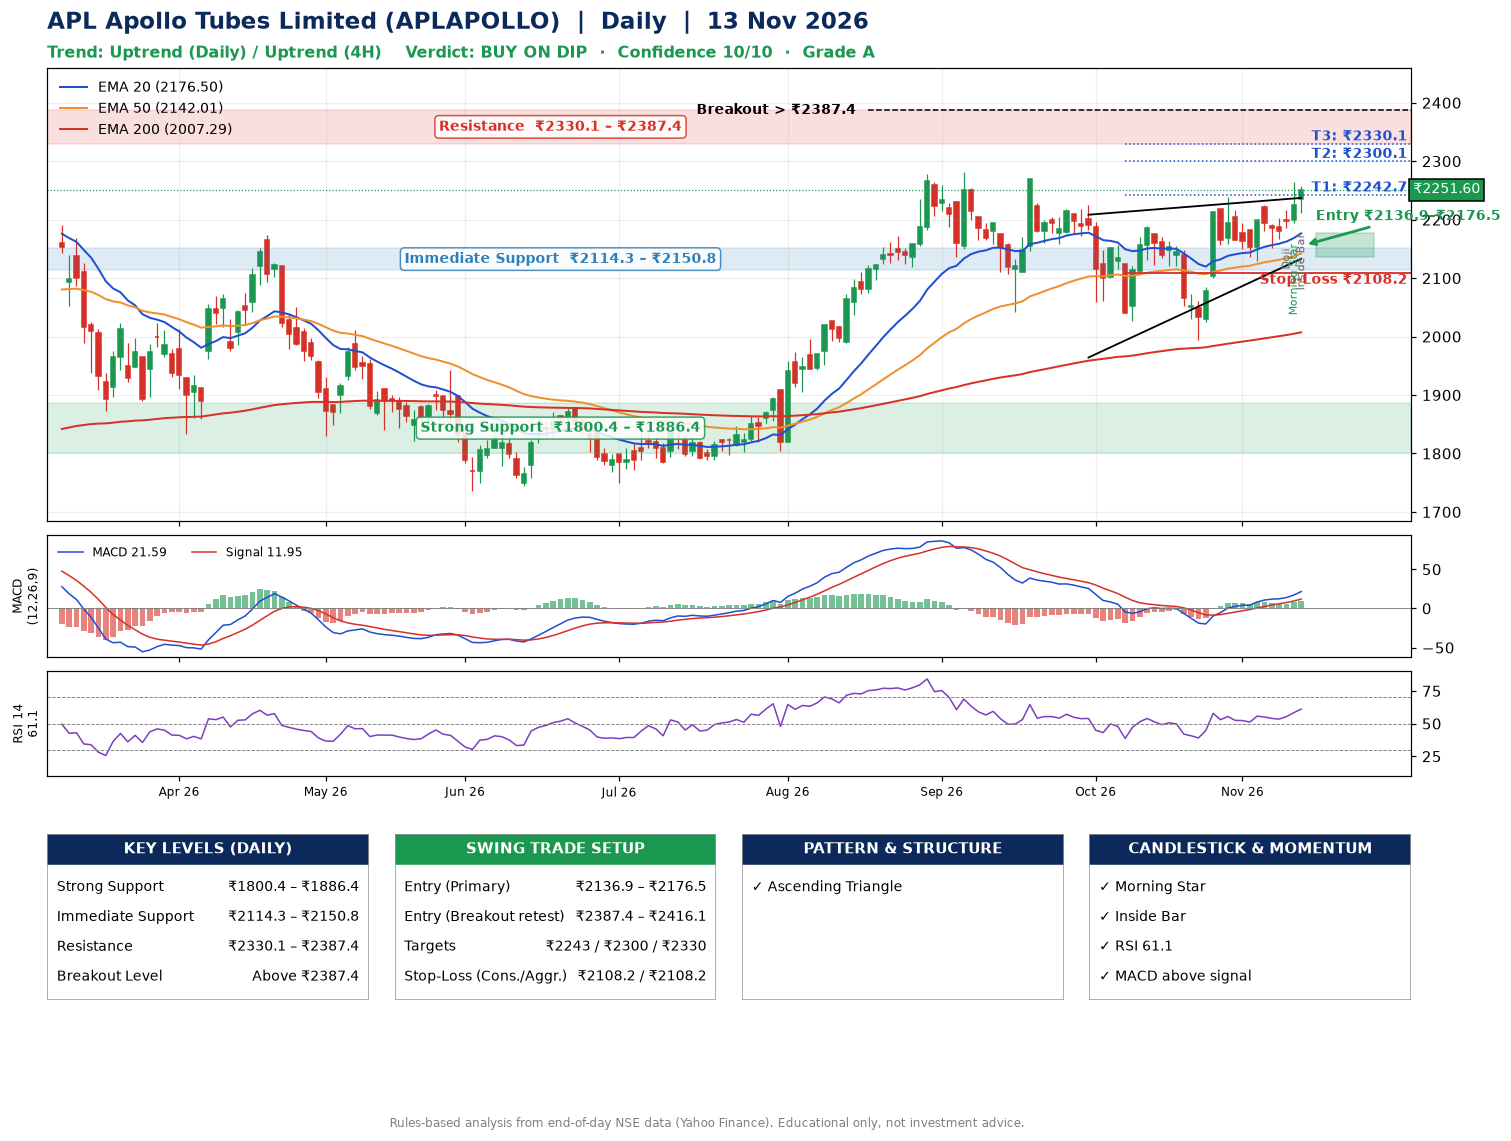 APL Apollo Tubes Limited (APLAPOLLO) | Daily | 13 Nov 2026
Trend: Uptrend (Daily) / Uptrend (4H) Verdict: BUY ON DIP · Confidence 10/10 · Grade A
EMA 20 (2176.50)
EMA 50 (2142.01)
EMA 200 (2007.29)
Breakout > ₹2387.4
Resistance ₹2330.1 – ₹2387.4
T3: ₹2330.1
T2: ₹2300.1
T1: ₹2242.7
₹2251.60
Entry ₹2136.9–₹2176.5
Immediate Support ₹2114.3 – ₹2150.8
Stop-Loss ₹2108.2
Doji
Morning Star
Inside Bar
Strong Support ₹1800.4 – ₹1886.4
2400
2300
2200
2100
2000
1900
1800
1700
MACD 21.59 Signal 11.95
MACD
(12,26,9)
50
0
−50
RSI 14
61.1
75
50
25
Apr 26 May 26 Jun 26 Jul 26 Aug 26 Sep 26 Oct 26 Nov 26
KEY LEVELS (DAILY)
Strong Support ₹1800.4 – ₹1886.4
Immediate Support ₹2114.3 – ₹2150.8
Resistance ₹2330.1 – ₹2387.4
Breakout Level Above ₹2387.4
SWING TRADE SETUP
Entry (Primary) ₹2136.9 – ₹2176.5
Entry (Breakout retest) ₹2387.4 – ₹2416.1
Targets ₹2243 / ₹2300 / ₹2330
Stop-Loss (Cons./Aggr.) ₹2108.2 / ₹2108.2
PATTERN & STRUCTURE
✓ Ascending Triangle
CANDLESTICK & MOMENTUM
✓ Morning Star
✓ Inside Bar
✓ RSI 61.1
✓ MACD above signal
Rules-based analysis from end-of-day NSE data (Yahoo Finance). Educational only, not investment advice.